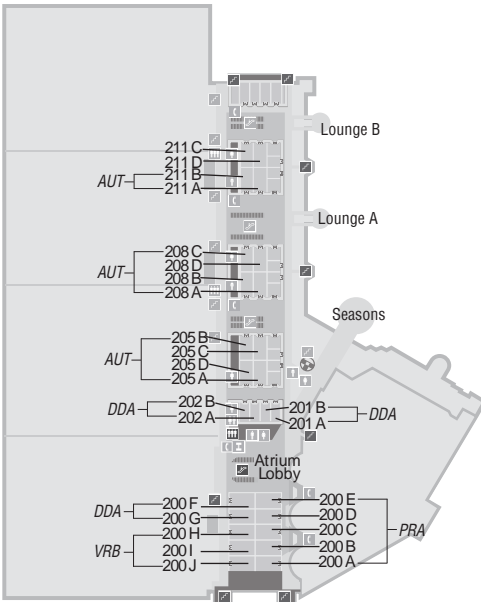 Lounge B
211 C
211 D
AUT
211 B
211 A
Lounge A
208 C
AUT
208 D
208 B
208 A
Seasons
205 B
AUT
205 C
205 D
205 A
DDA
202 B
202 A
201 B
201 A
DDA
Atrium
Lobby
DDA
200 F
200 G
VRB
200 H
200 I
200 J
200 E
200 D
200 C
200 B
200 A
PRA